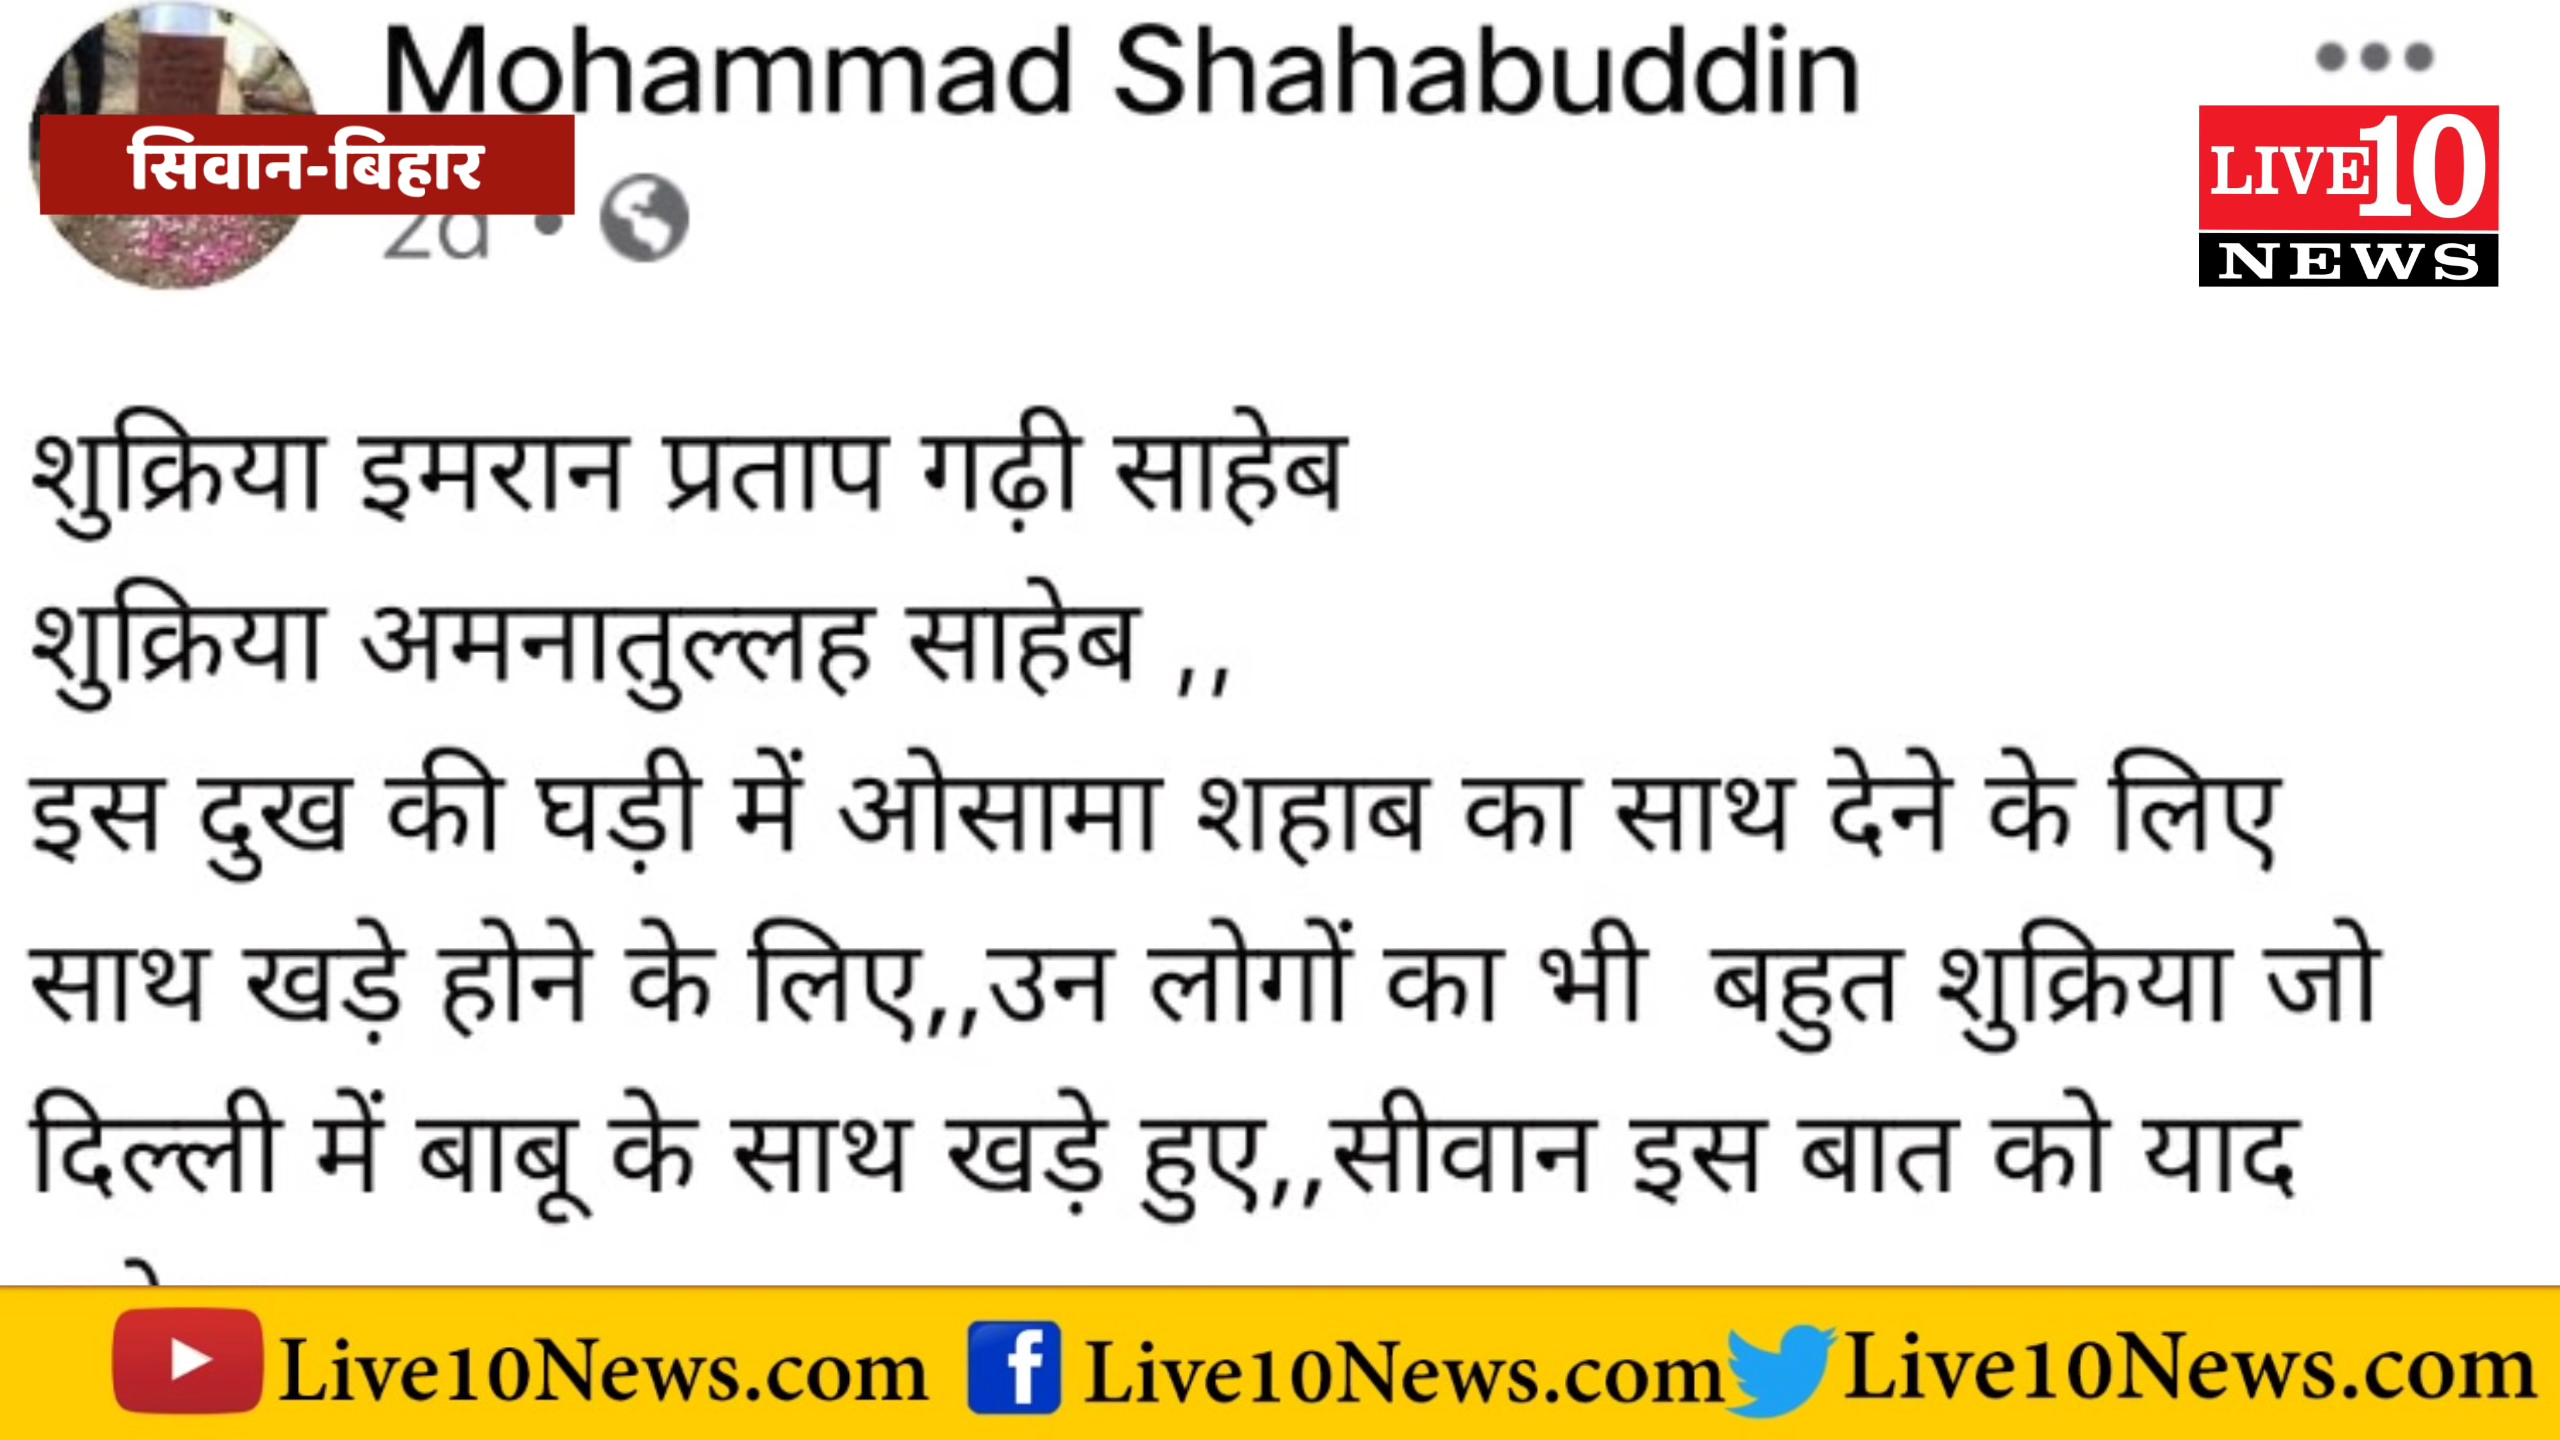 Mohammad Shahabuddin
सिवान-बिहार
2d
LIVE10
NEWS
शुक्रिया इमरान प्रताप गढ़ी साहेब
शुक्रिया अमनातुल्लह साहेब ,,
इस दुख की घड़ी में ओसामा शहाब का साथ देने के लिए
साथ खड़े होने के लिए,,उन लोगों का भी  बहुत शुक्रिया जो
दिल्ली में बाबू के साथ खड़े हुए,,सीवान इस बात को याद
Live10News.com
Live10News.com
Live10News.com